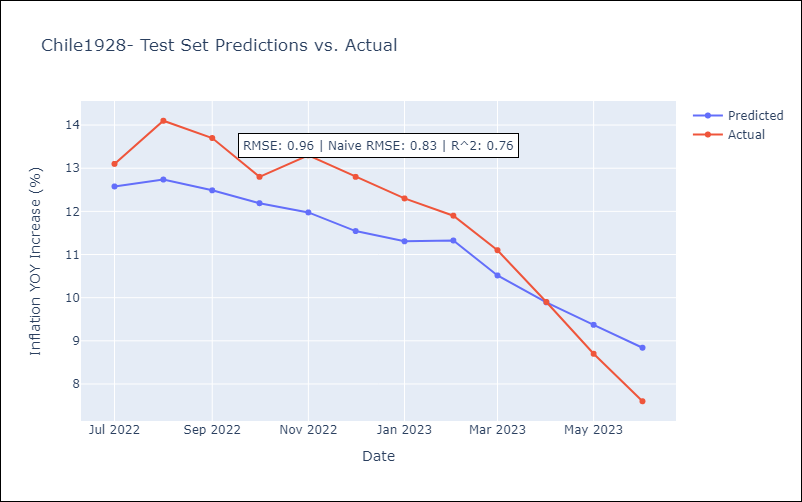 Chile1928- Test Set Predictions vs. Actual
Predicted
Actual
RMSE: 0.96 | Naive RMSE: 0.83 | R^2: 0.76
Inflation YOY Increase (%)
14
13
12
11
10
9
8
Jul 2022 Sep 2022 Nov 2022 Jan 2023 Mar 2023 May 2023
Date